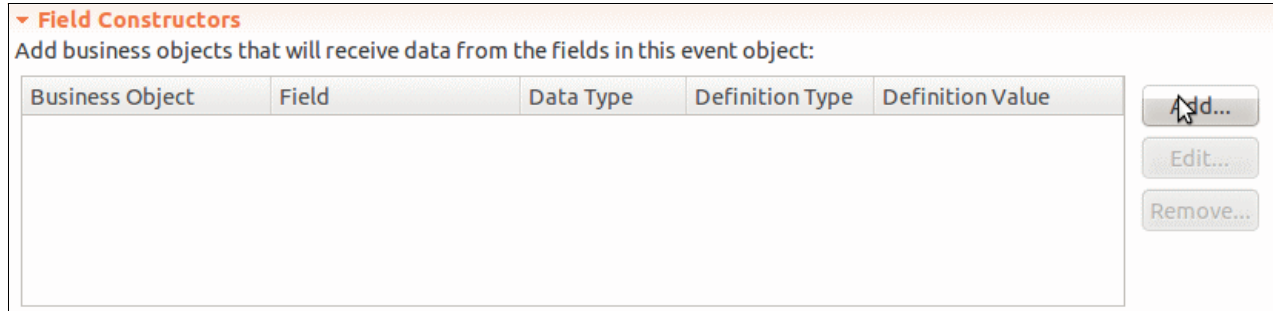 Field Constructors
Add business objects that will receive data from the fields in this event object:
Business Object Field Data Type Definition Type Definition Value
Add...
Edit...
Remove...